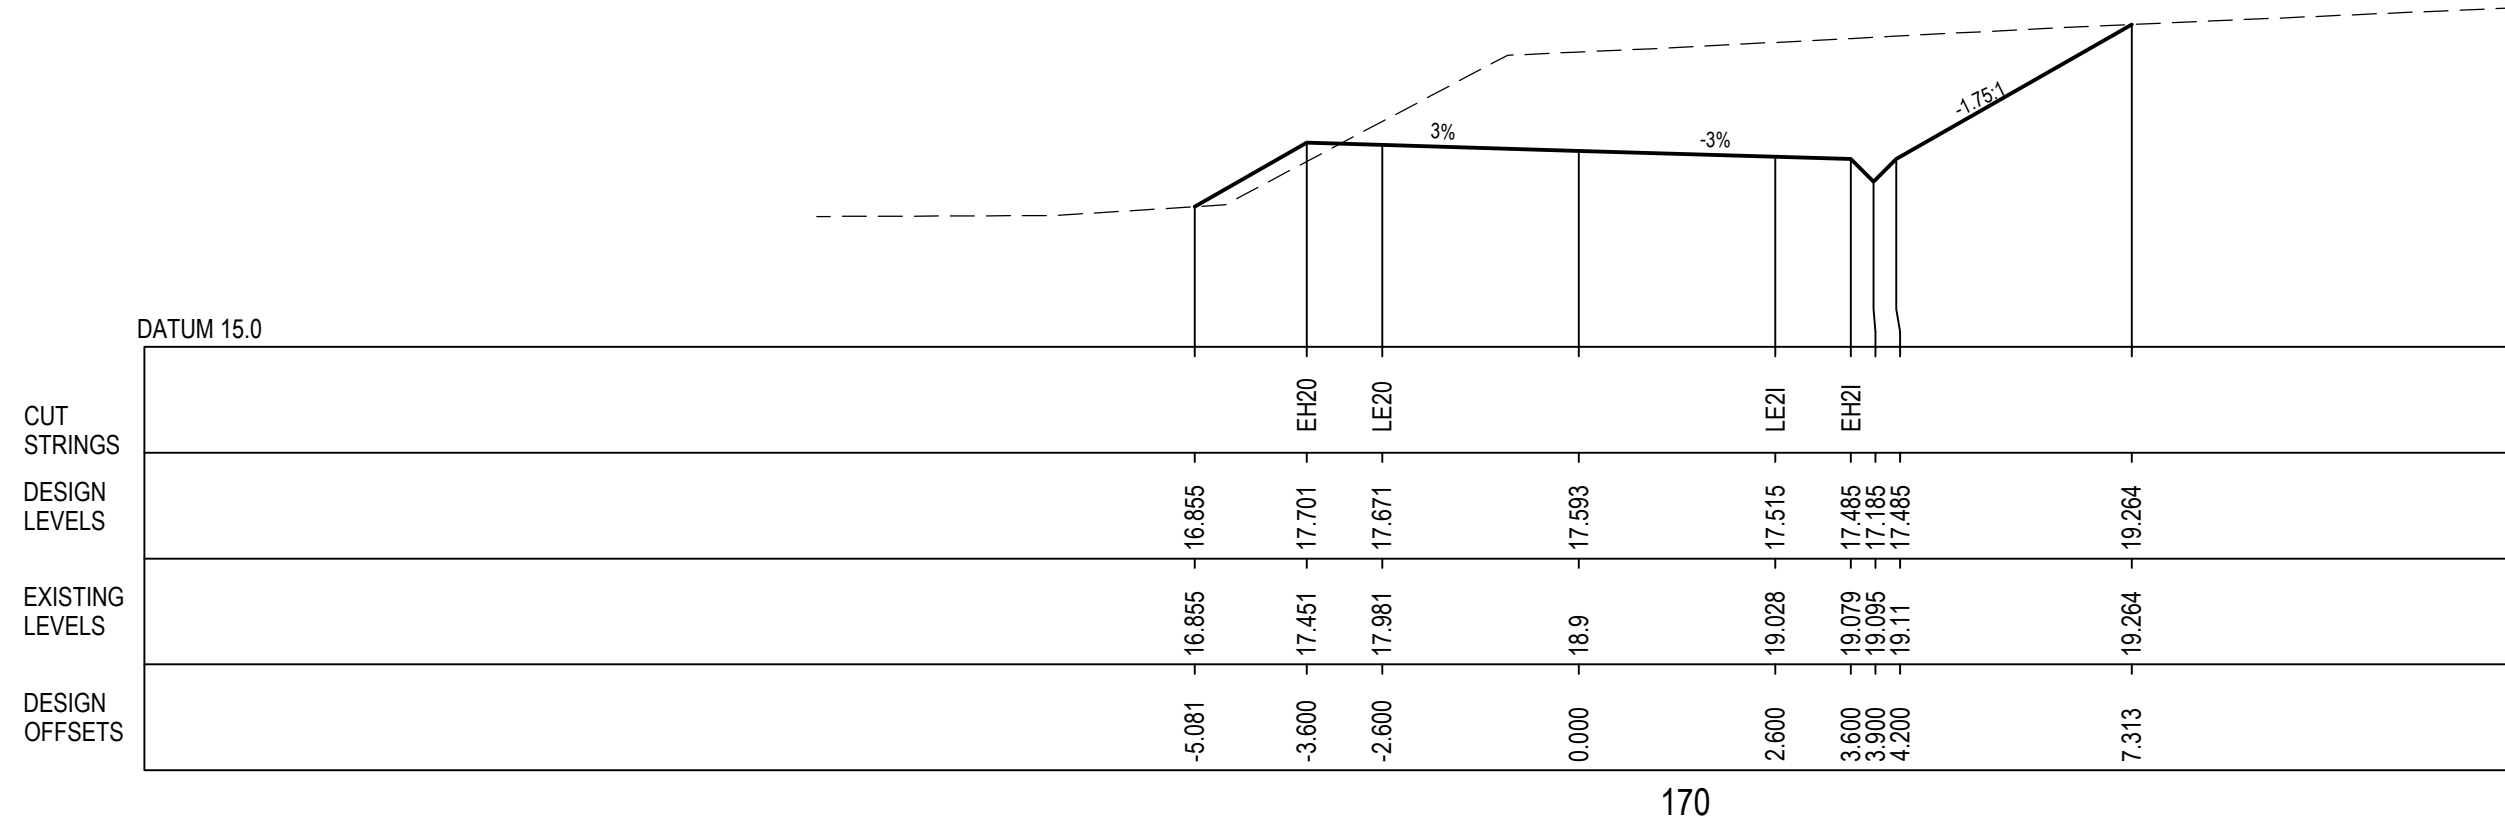 3%
-3%
-1.75:1
DATUM 15.0
CUT
STRINGS
EH20
LE20
LE2I
EH2I
DESIGN
LEVELS
16.855
17.701
17.671
17.593
17.515
17.485
17.185
17.485
19.264
EXISTING
LEVELS
16.855
17.451
17.981
18.9
19.028
19.079
19.095
19.11
19.264
DESIGN
OFFSETS
-5.081
-3.600
-2.600
0.000
2.600
3.600
3.900
4.200
7.313
170